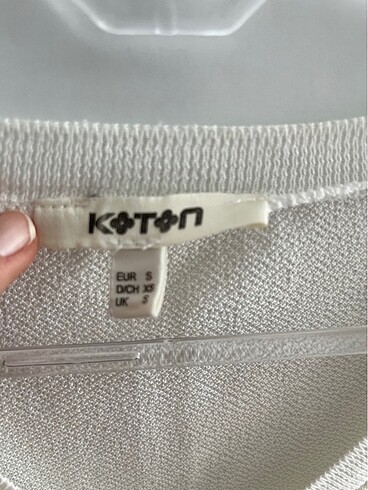 KOTON
EUR S
D/CH XS
UK S